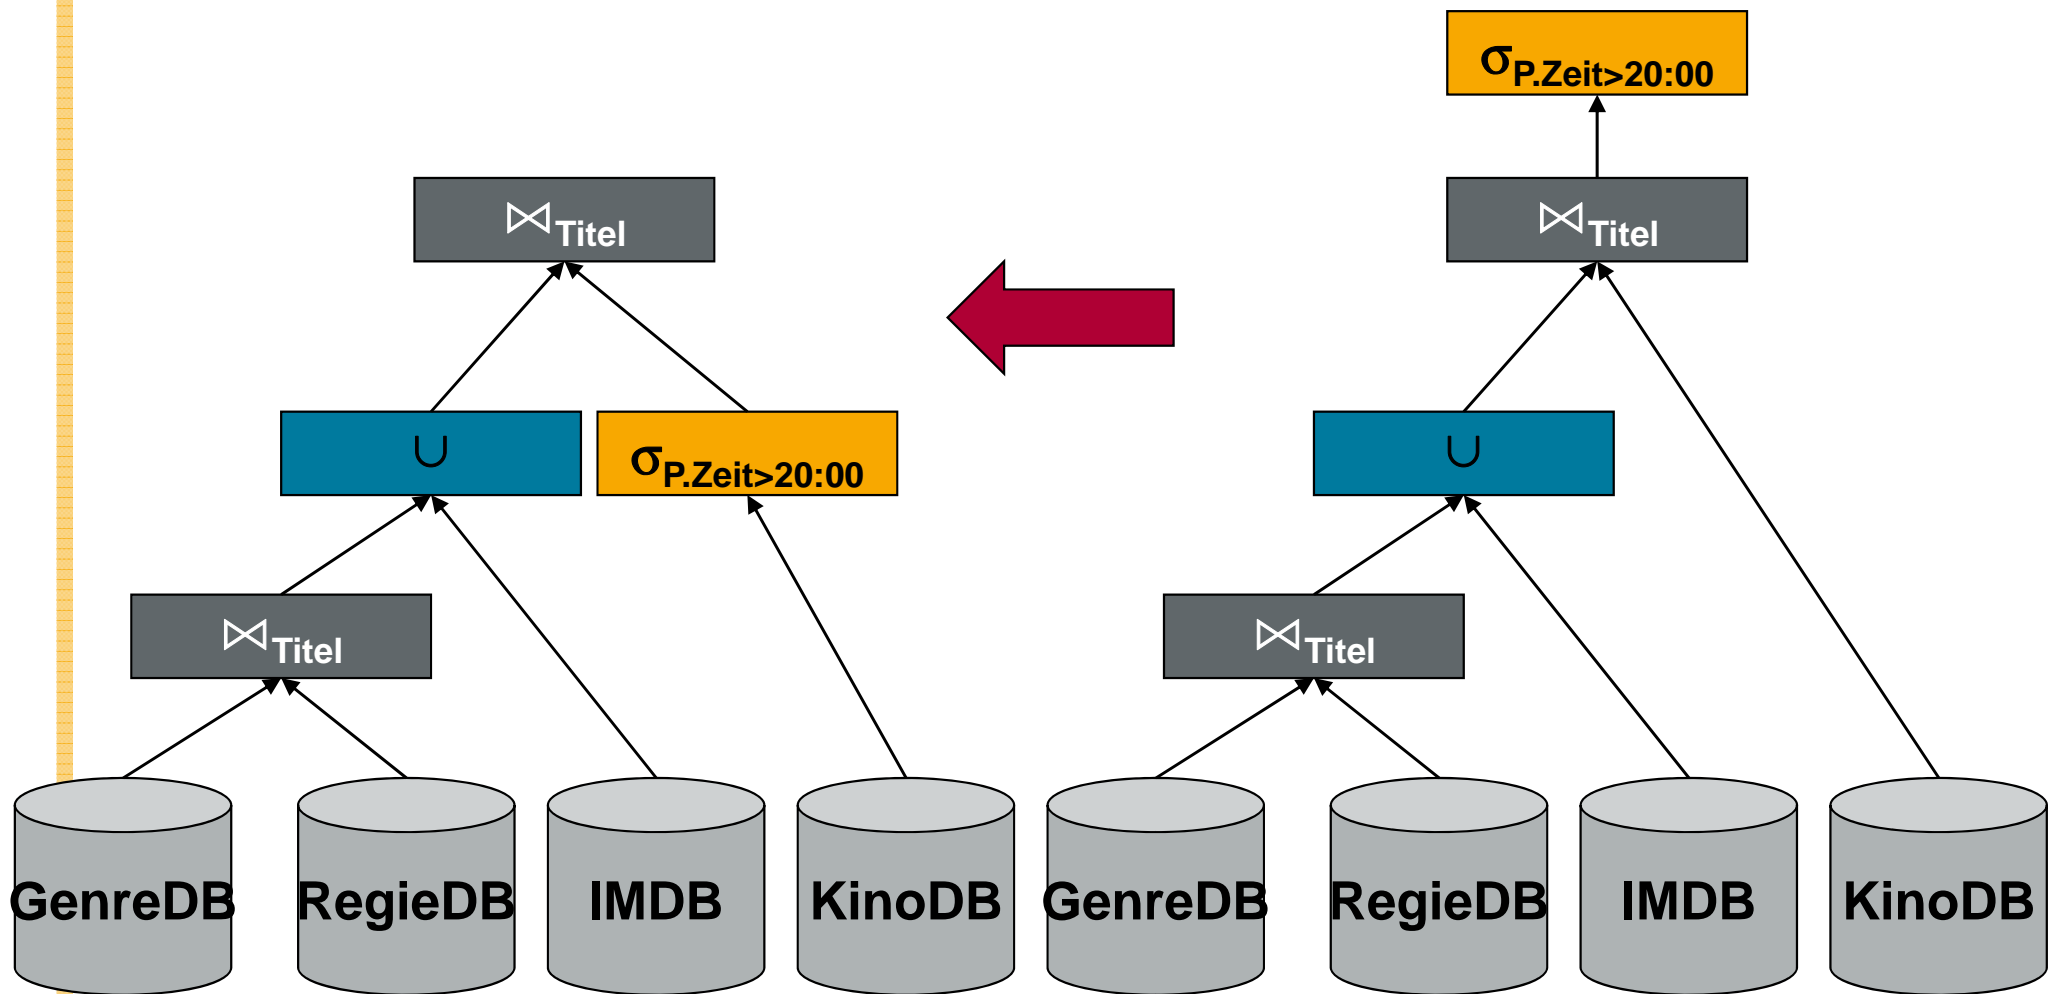 σP.Zeit>20:00
⋈Titel
⋈Titel
∪
σP.Zeit>20:00
∪
⋈Titel
⋈Titel
GenreDB
RegieDB
IMDB
KinoDB
GenreDB
RegieDB
IMDB
KinoDB